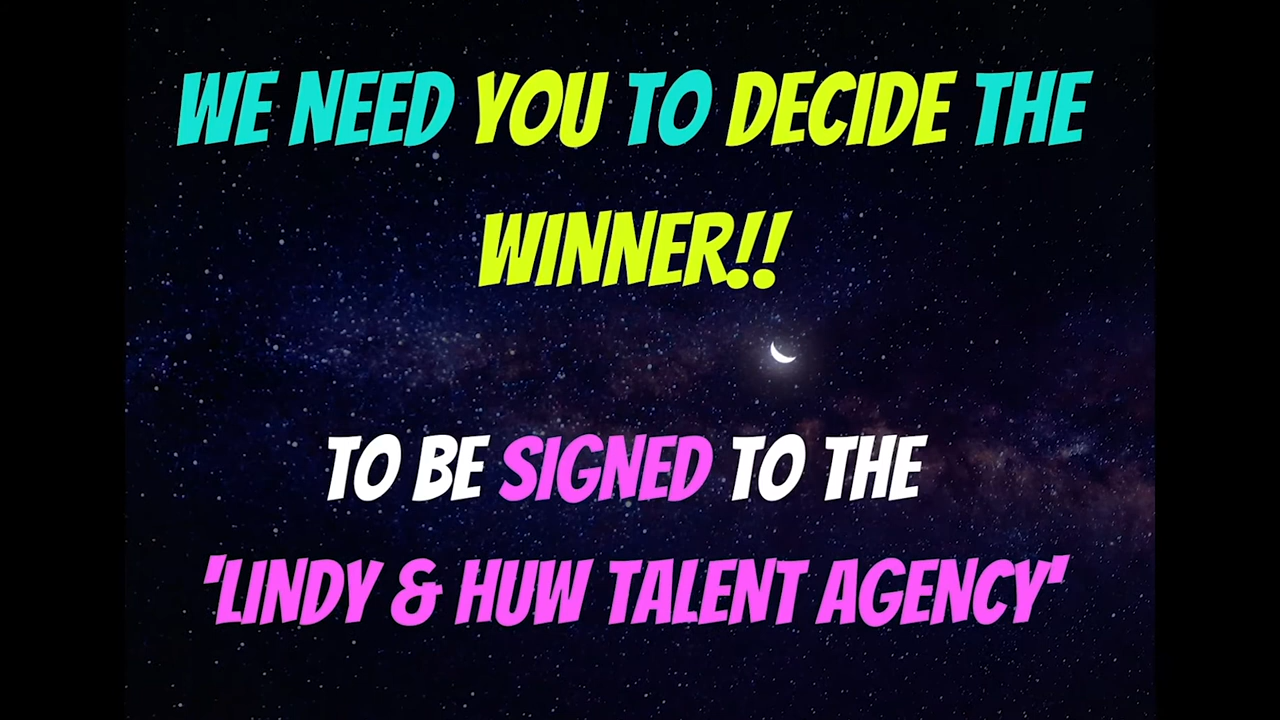 WE NEED YOU TO DECIDE THE
WINNER!!
TO BE SIGNED TO THE
'LINDY & HUW TALENT AGENCY'